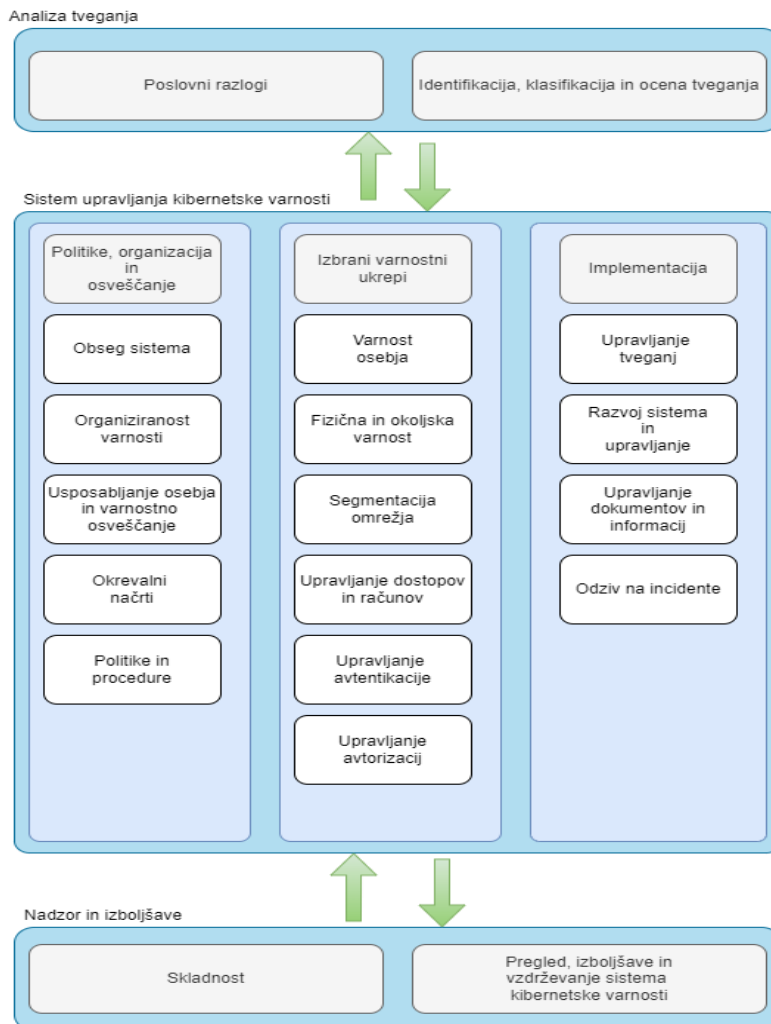 Analiza tveganja
Poslovni razlogi
Identifikacija, klasifikacija in ocena tveganja
Sistem upravljanja kibernetske varnosti
Politike, organizacija
in
osveščanje
Obseg sistema
Organiziranost
varnosti
Usposabljanje osebja
in varnostno
osveščanje
Okrevalni
načrti
Politike in
procedure
Izbrani varnostni
ukrepi
Varnost
osebja
Fizična in okoljska
varnost
Segmentacija
omrežja
Upravljanje dostopov
in računov
Upravljanje
avtentikacije
Upravljanje
avtorizacij
Implementacija
Upravljanje
tveganj
Razvoj sistema
in
upravljanje
Upravljanje
dokumentov in
informacij
Odziv na incidente
Nadzor in izboljšave
Skladnost
Pregled, izboljšave in
vzdrževanje sistema
kibernetske varnosti